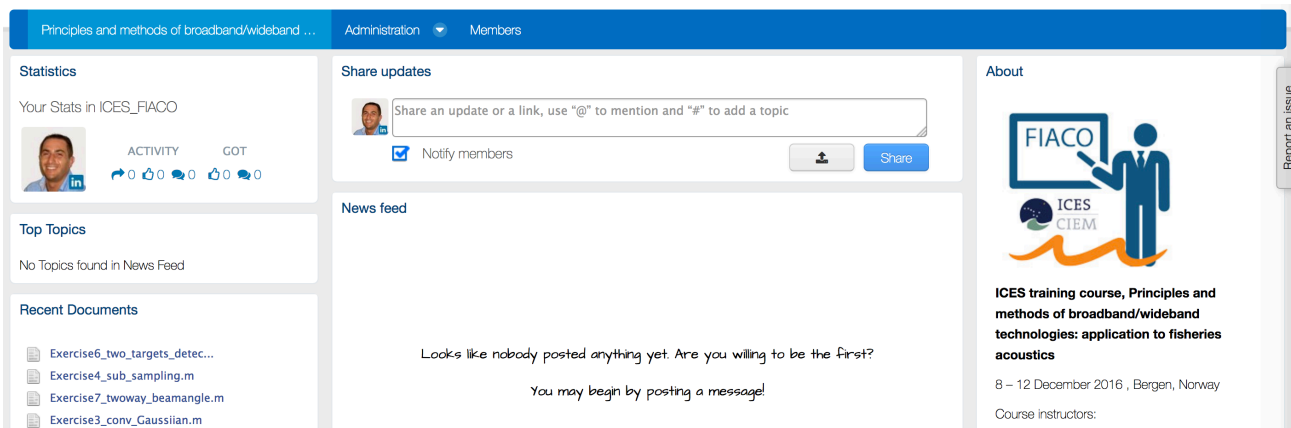 Principles and methods of broadband/wideband ...
Administration
Members
Statistics
Your Stats in ICES_FIACO
ACTIVITY GOT
0 0 0 0 0
in
Top Topics
No Topics found in News Feed
Recent Documents
Exercise6_two_targets_detec...
Exercise4_sub_sampling.m
Exercise7_twoway_beamangle.m
Exercise3_conv_Gaussiian.m
Share updates
Share an update or a link, use “@” to mention and “#” to add a topic
in
Notify members
Share
News feed
Looks like nobody posted anything yet. Are you willing to be the first?
You may begin by posting a message!
About
FIACO
ICES
CIEM
ICES training course, Principles and
methods of broadband/wideband
technologies: application to fisheries
acoustics
8 – 12 December 2016 , Bergen, Norway
Course instructors:
Report an issue